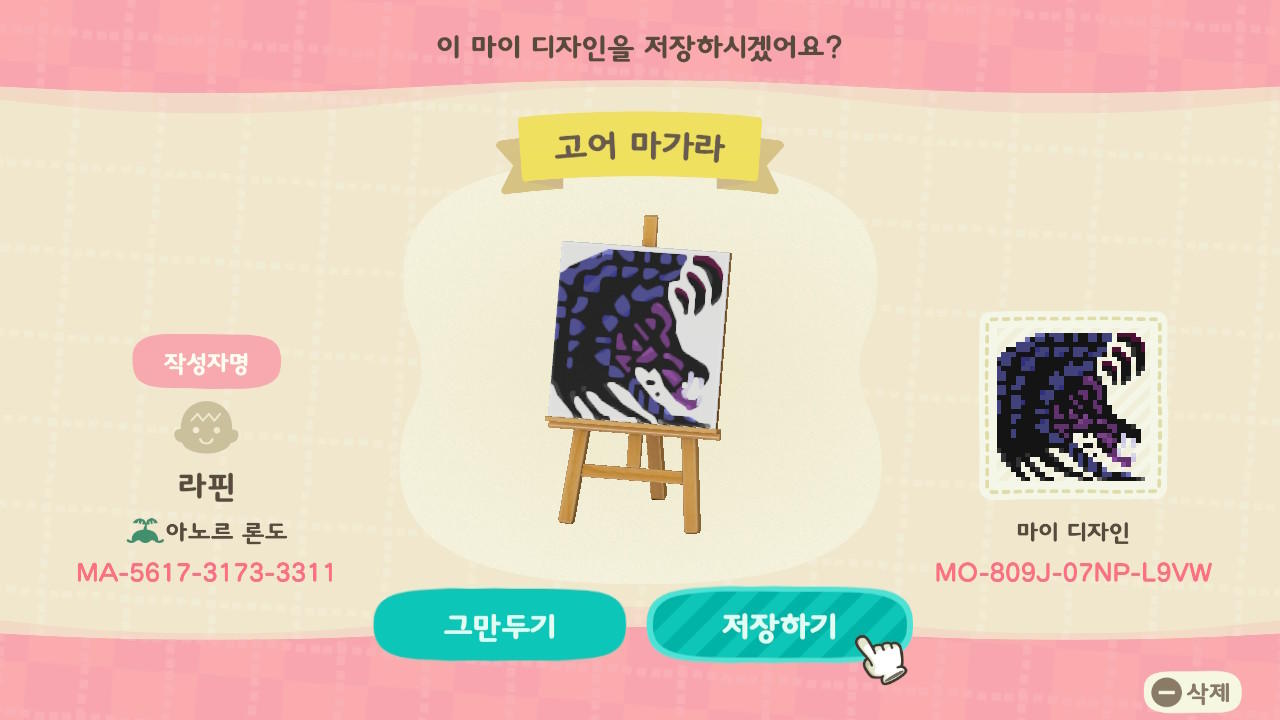 이 마이 디자인을 저장하시겠어요?
고어 마가라
작성자명
라핀
아노르 론도
MA-5617-3173-3311
마이 디자인
MO-809J-07NP-L9VW
그만두기
저장하기
삭제